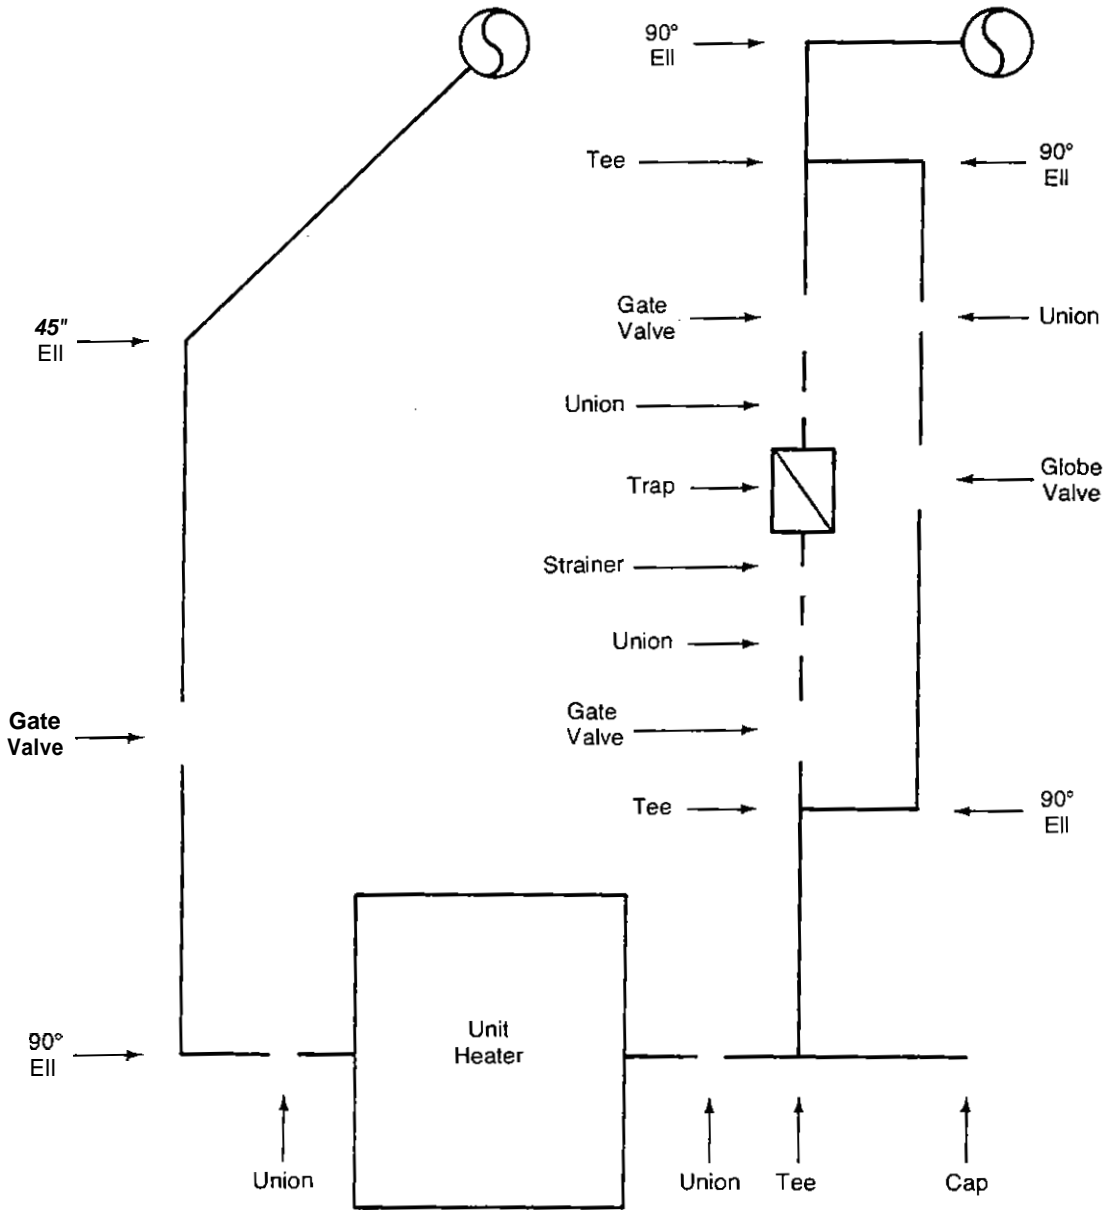 90°
Ell
Tee
90°
Ell
Gate
Valve
Union
45"
Ell
Union
Trap
Globe
Valve
Strainer
Union
Gate
Valve
Gate
Valve
Tee
90°
Ell
90°
Ell
Unit
Heater
Union
Union
Tee
Cap